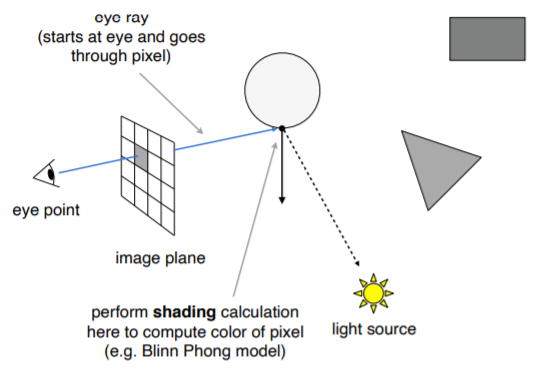 eye ray
(starts at eye and goes
through pixel)
eye point
image plane
perform shading calculation
here to compute color of pixel
(e.g. Blinn Phong model)
light source